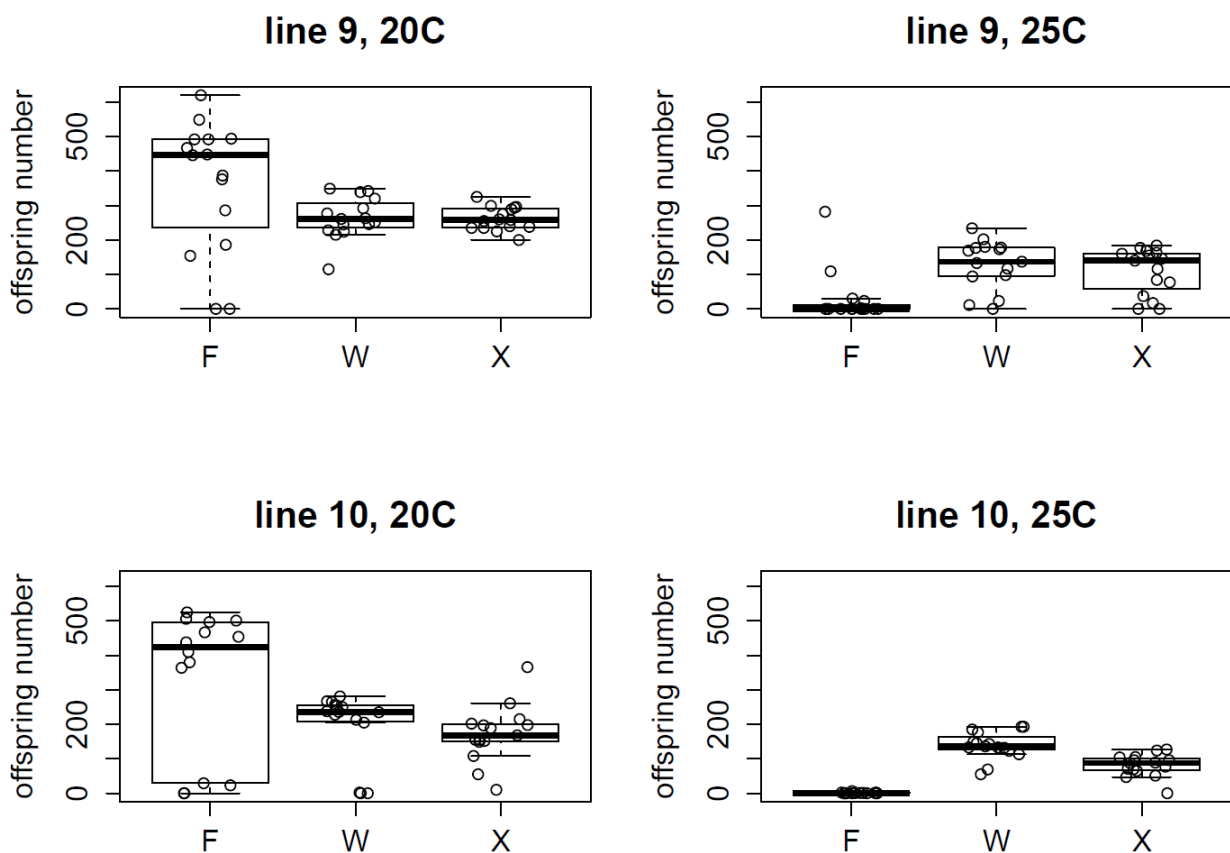 line 9, 20C
offspring number
500
200
0
F W X
line 9, 25C
offspring number
500
200
0
F W X
line 10, 20C
offspring number
500
200
0
F W X
line 10, 25C
offspring number
500
200
0
F W X